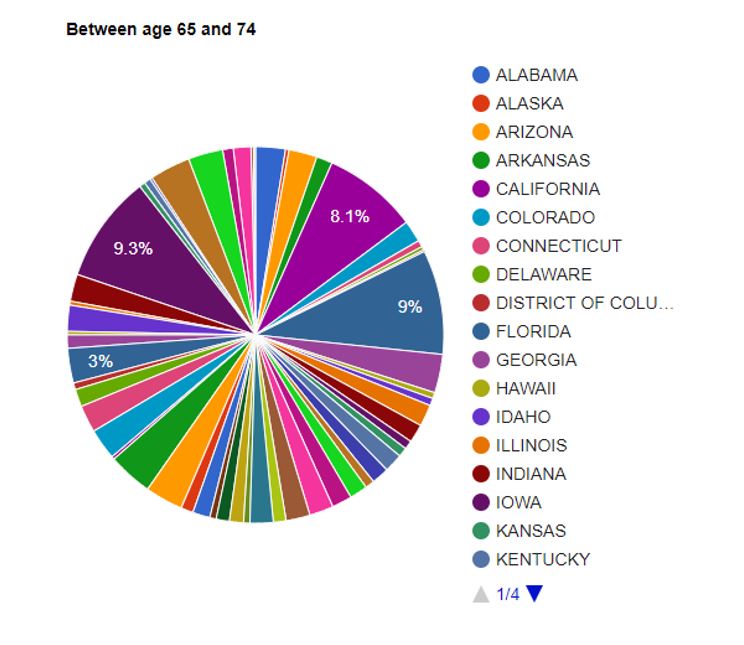 Between age 65 and 74
ALABAMA
ALASKA
ARIZONA
ARKANSAS
CALIFORNIA
COLORADO
CONNECTICUT
DELAWARE
DISTRICT OF COLU...
FLORIDA
GEORGIA
HAWAII
IDAHO
ILLINOIS
INDIANA
IOWA
KANSAS
KENTUCKY
1/4
8.1%
9.3%
9%
3%